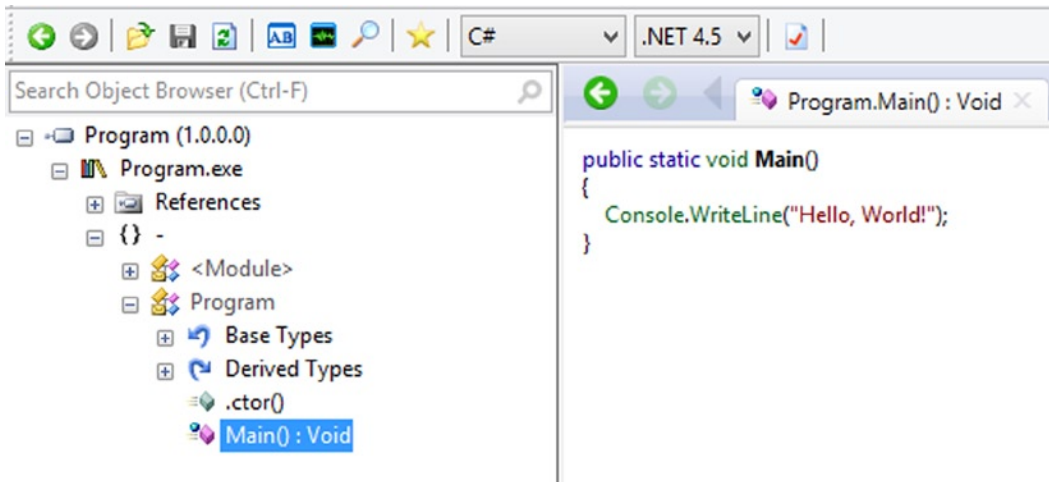 C#
.NET 4.5
Search Object Browser (Ctrl-F)
Program (1.0.0.0)
Program.exe
References
{} -
<Module>
Program
Base Types
Derived Types
.ctor()
Main() : Void
Program.Main() : Void
public static void Main()
{
Console.WriteLine("Hello, World!");
}